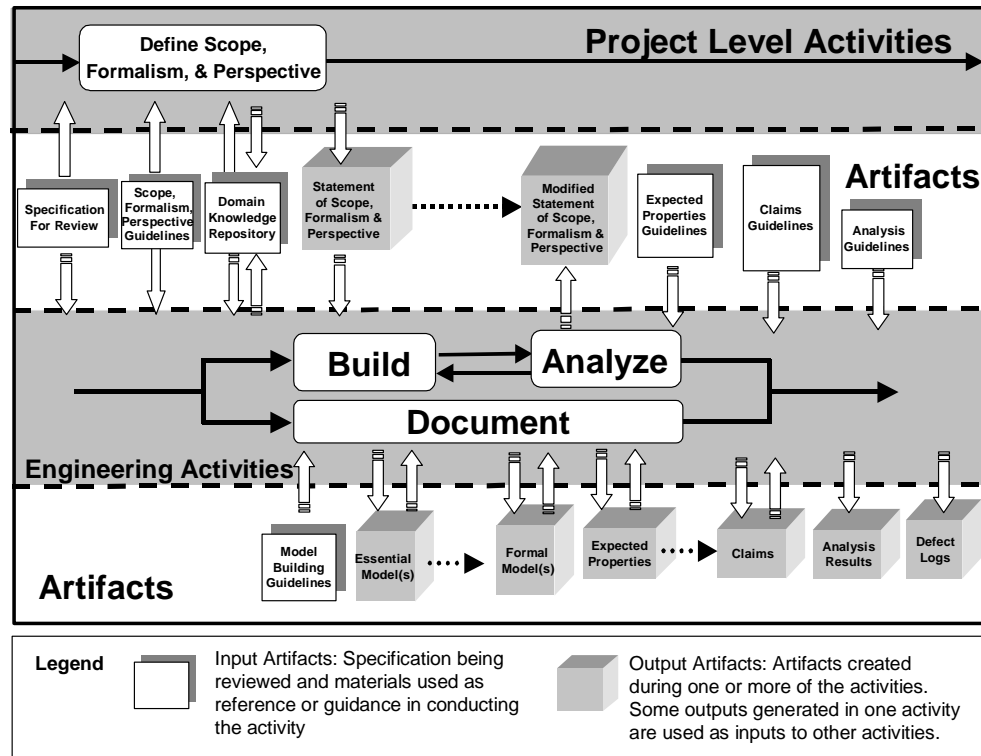 Define Scope,
Formalism, & Perspective
Project Level Activities
Specification
For Review
Scope,
Formalism,
Perspective
Guidelines
Domain
Knowledge
Repository
Statement
of Scope,
Formalism &
Perspective
Modified
Statement
of Scope,
Formalism &
Perspective
Expected
Properties
Guidelines
Claims
Guidelines
Artifacts
Analysis
Guidelines
Build
Analyze
Document
Engineering Activities
Artifacts
Model
Building
Guidelines
Essential
Model(s)
Formal
Model(s)
Expected
Properties
Claims
Analysis
Results
Defect
Logs
Legend
Input Artifacts: Specification being
reviewed and materials used as
reference or guidance in conducting
the activity
Output Artifacts: Artifacts created
during one or more of the activities.
Some outputs generated in one activity
are used as inputs to other activities.